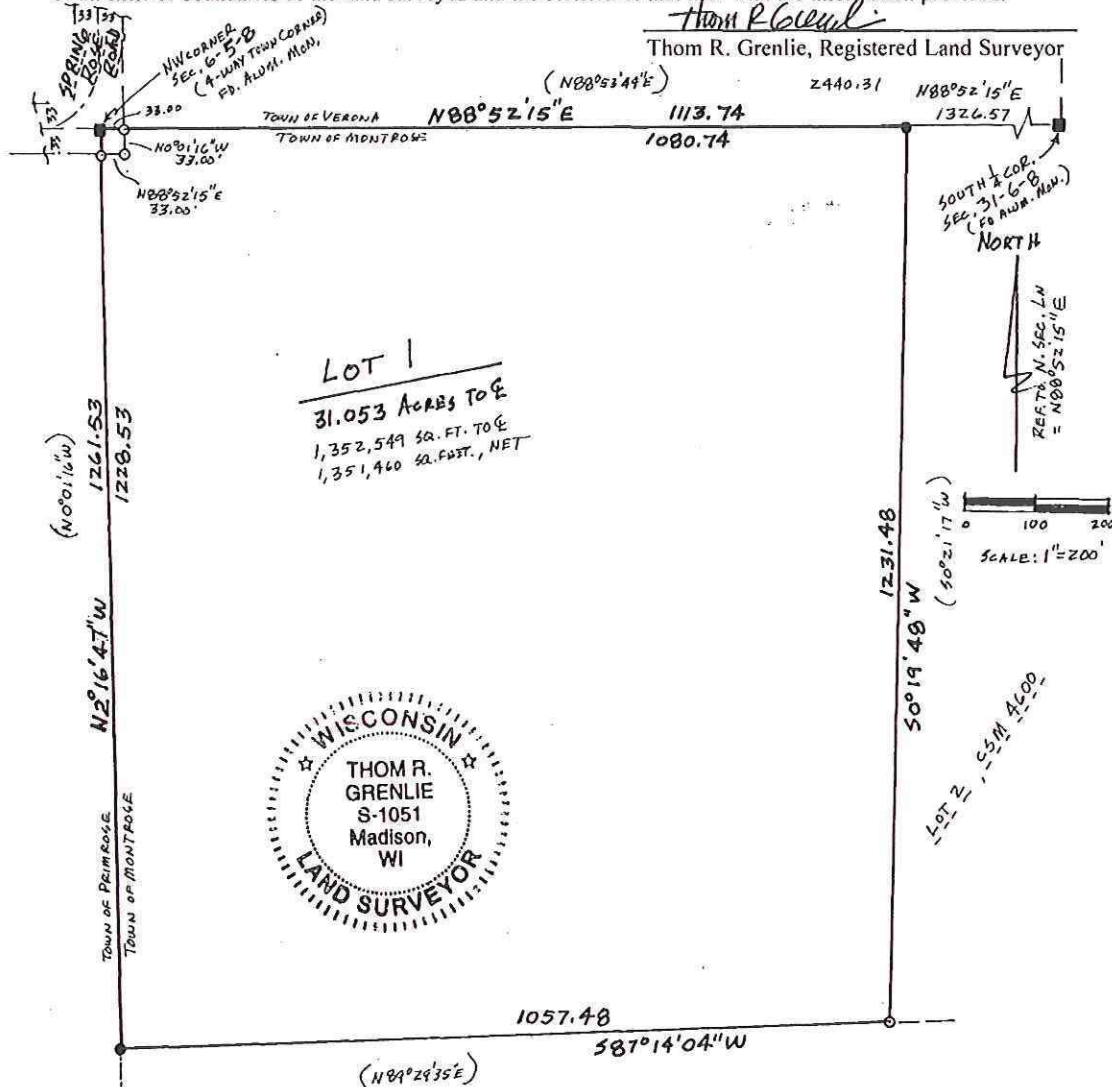 Thom R Grenlie
Thom R. Grenlie, Registered Land Surveyor
33 33
SPRING
ROSE
ROAD
NW CORNER
SEC. 6-5-8
(4-WAY TOWN CORNER)
FD. ALUM. MON.
33
33
33.00
N0°01'16"W
33.00'
N88°52'15"E
33.00'
(N88°53'44"E)
2440.31
TOWN OF VERONA N88°52'15"E 1113.74
TOWN OF MONTROSE 1080.74
N88°52'15"E
1326.57
SOUTH 1/4 COR.
SEC. 31-6-8
(FD ALUM. MON.)
NORTH
REF. TO N. SEC. LN
= N88°52'15"E
0 100 200
SCALE: 1"=200'
LOT 1
31.053 ACRES TO ℄
1,352,549 SQ. FT. TO ℄
1,351,460 SQ. FEET., NET
(N0°01'16"W)
1261.53
1228.53
N2°16'47"W
TOWN OF PRIMROSE
TOWN OF MONTROSE
1231.48
S0°19'48"W
(S0°21'17"W)
LOT 2, CSM 4600
WISCONSIN
THOM R.
GRENLIE
S-1051
Madison,
WI
LAND SURVEYOR
1057.48
S87°14'04"W
(N89°29'35"E)